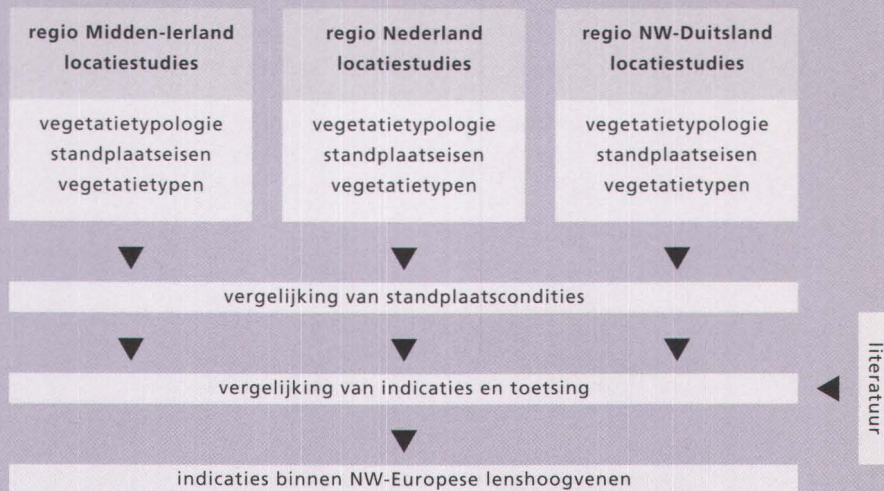 regio Midden-Ierland
locatiestudies
vegetatietypologie
standplaatseisen
vegetatietypen
regio Nederland
locatiestudies
vegetatietypologie
standplaatseisen
vegetatietypen
regio NW-Duitsland
locatiestudies
vegetatietypologie
standplaatseisen
vegetatietypen
vergelijking van standplaatscondities
vergelijking van indicaties en toetsing
literatuur
indicaties binnen NW-Europese lenshoogvenen